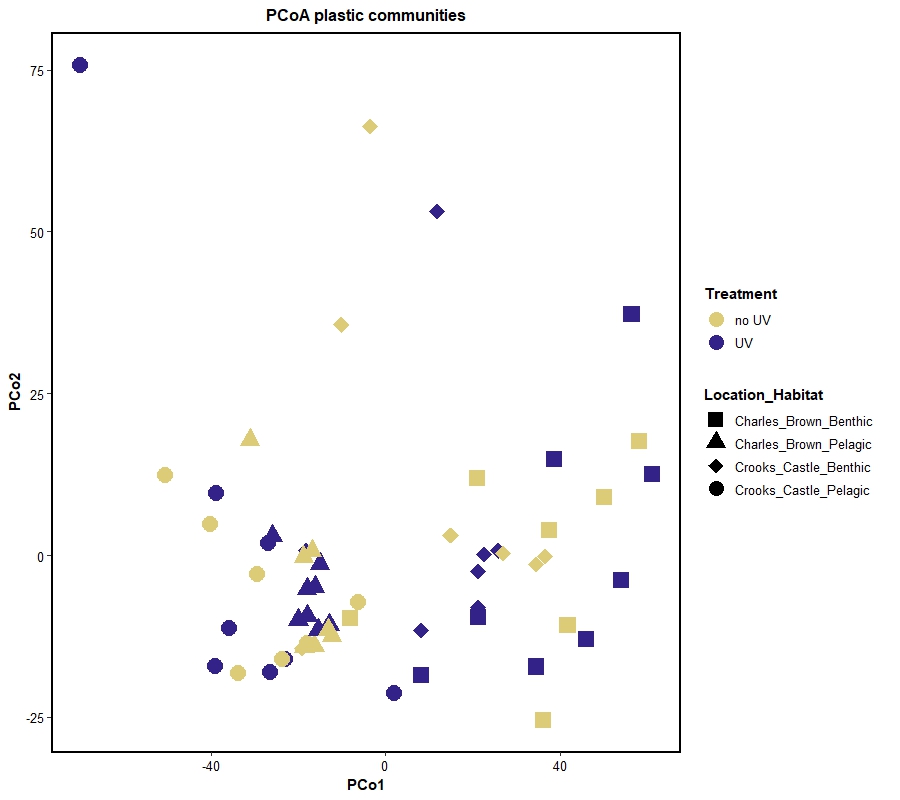 PCoA plastic communities
75
50
25
0
-25
PCo2
-40
0
40
PCo1
Treatment
no UV
UV
Location_Habitat
Charles_Brown_Benthic
Charles_Brown_Pelagic
Crooks_Castle_Benthic
Crooks_Castle_Pelagic